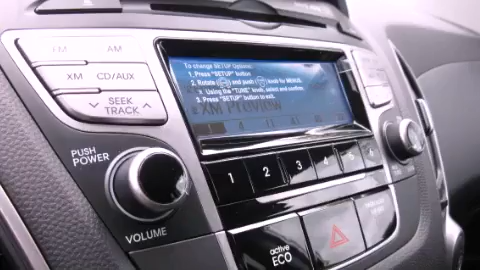 FM AM
XM CD/AUX
SEEK
TRACK
PUSH
POWER
VOLUME
To change SETUP Options:
1. Press "SETUP" button
2. Rotate and push knob for MENUS.
Using the "TUNE" knob, select and confirm.
3. Press "SETUP" button to exit.
XM PREVIEW
1 2 3 4 5 6
active
ECO